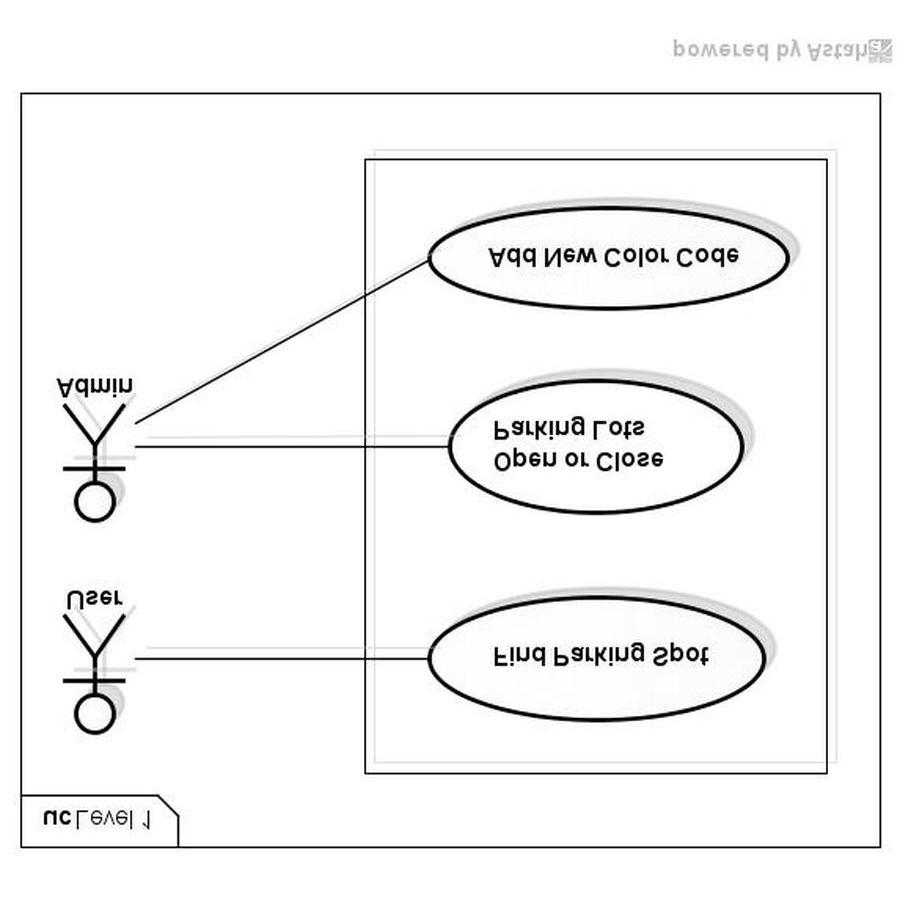 uc Level 1
Find Parking Spot
User
Open or Close
Parking Lots
Admin
Add New Color Code
powered by Astah